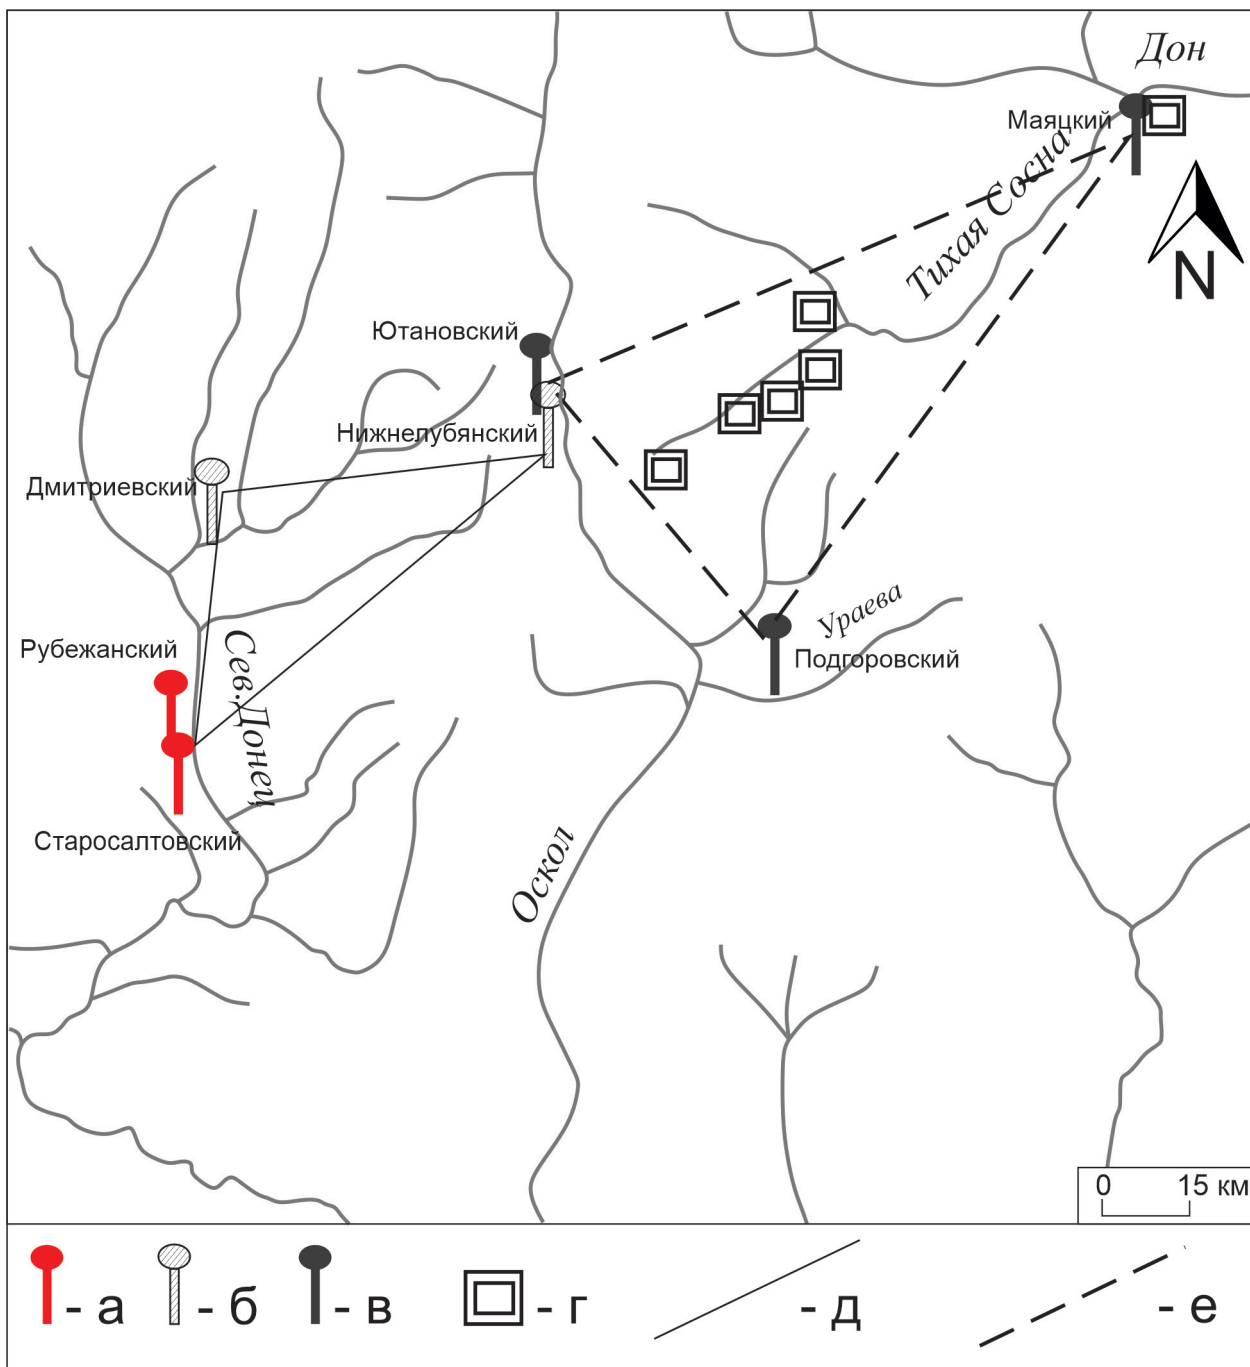 Дон
Маяцкий
Тихая Сосна
N
Ютановский
Нижнелубянский
Дмитриевский
Ураева
Подгоровский
Рубежанский
Сев.Донец
Старосалтовский
Оскол
0 15 км
- а - б - в - г - д - е